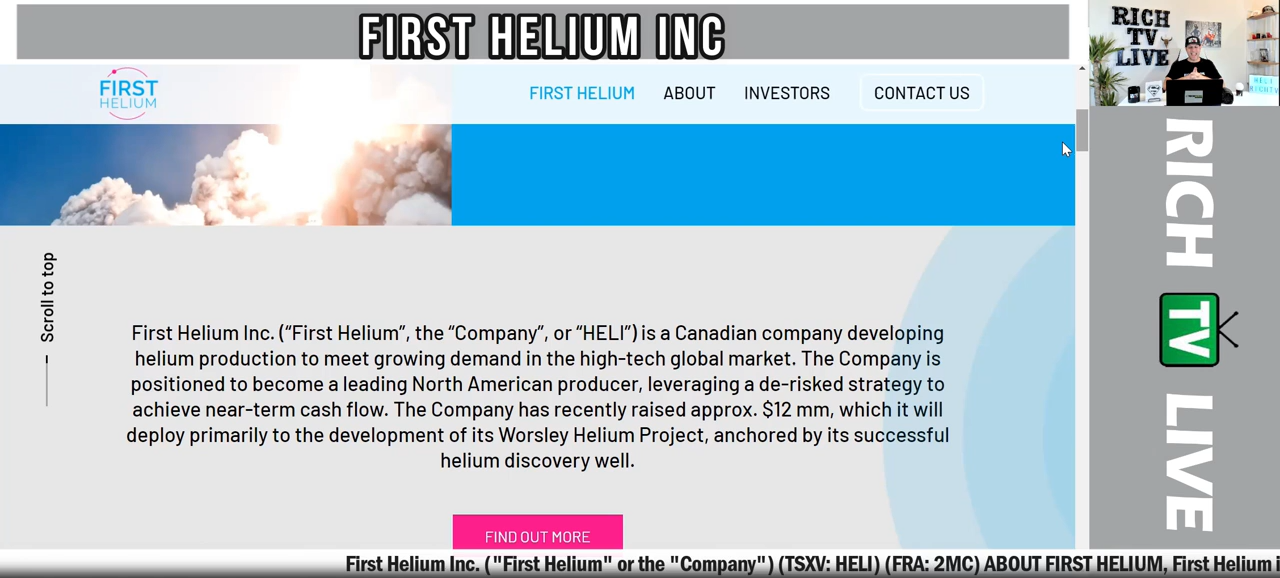 FIRST HELIUM INC
FIRST
HELIUM
FIRST HELIUM
ABOUT
INVESTORS
CONTACT US
RICH
TV
LIVE
Scroll to top
First Helium Inc. (“First Helium”, the “Company”, or “HELI”) is a Canadian company developing
helium production to meet growing demand in the high-tech global market. The Company is
positioned to become a leading North American producer, leveraging a de-risked strategy to
achieve near-term cash flow. The Company has recently raised approx. $12 mm, which it will
deploy primarily to the development of its Worsley Helium Project, anchored by its successful
helium discovery well.
FIND OUT MORE
RICH
TV
LIVE
First Helium Inc. ("First Helium" or the "Company") (TSXV: HELI) (FRA: 2MC) ABOUT FIRST HELIUM, First Helium